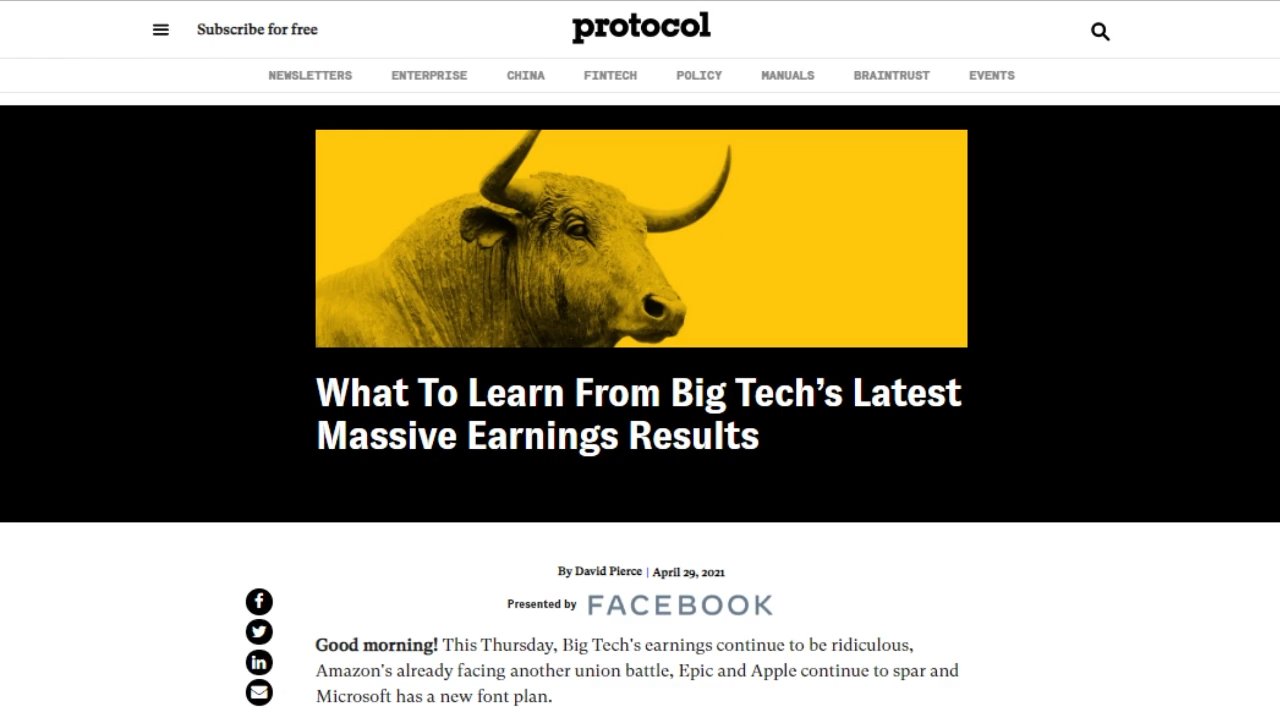 Subscribe for free
protocol
NEWSLETTERS ENTERPRISE CHINA FINTECH POLICY MANUALS BRAINTRUST EVENTS
What To Learn From Big Tech’s Latest
Massive Earnings Results
By David Pierce | April 29, 2021
Presented by FACEBOOK
Good morning! This Thursday, Big Tech's earnings continue to be ridiculous,
Amazon's already facing another union battle, Epic and Apple continue to spar and
Microsoft has a new font plan.